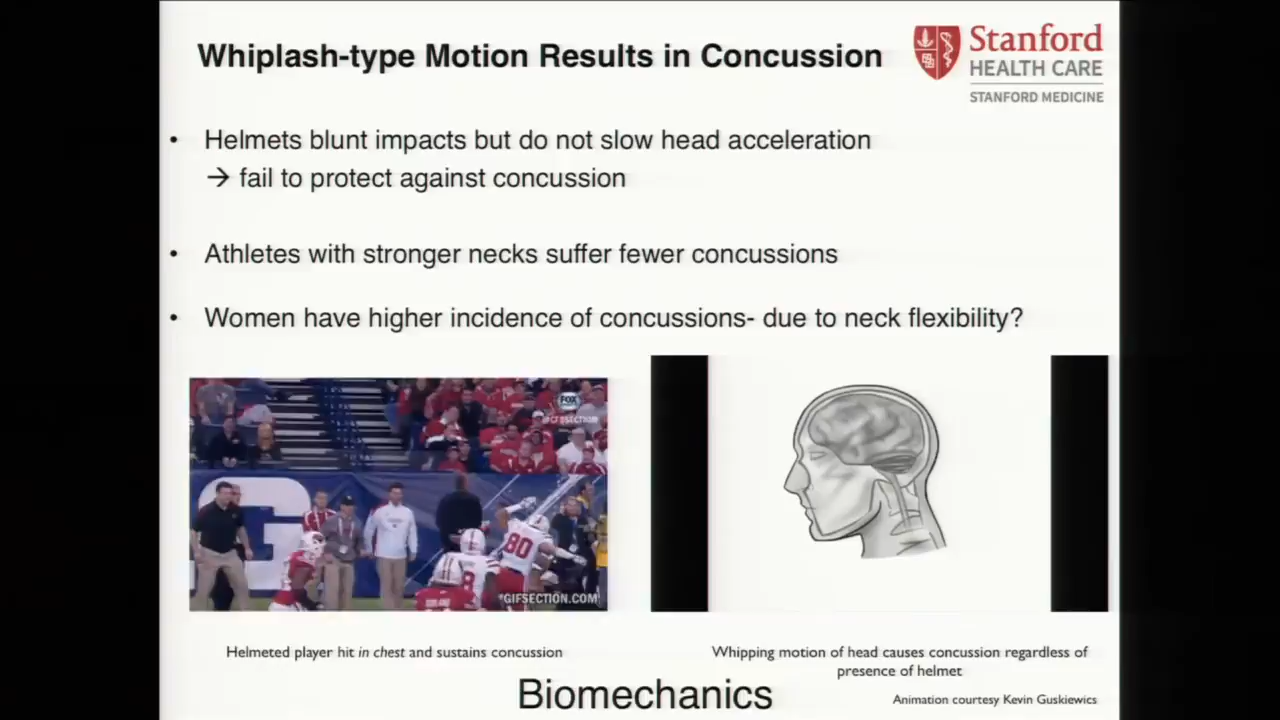 Whiplash-type Motion Results in Concussion
Stanford
HEALTH CARE
STANFORD MEDICINE
• Helmets blunt impacts but do not slow head acceleration
→ fail to protect against concussion
• Athletes with stronger necks suffer fewer concussions
• Women have higher incidence of concussions- due to neck flexibility?
FOX
@GIFSECTION
G
80
8
*GIFSECTION.COM
Helmeted player hit in chest and sustains concussion
Whipping motion of head causes concussion regardless of
presence of helmet
Biomechanics
Animation courtesy Kevin Guskiewics